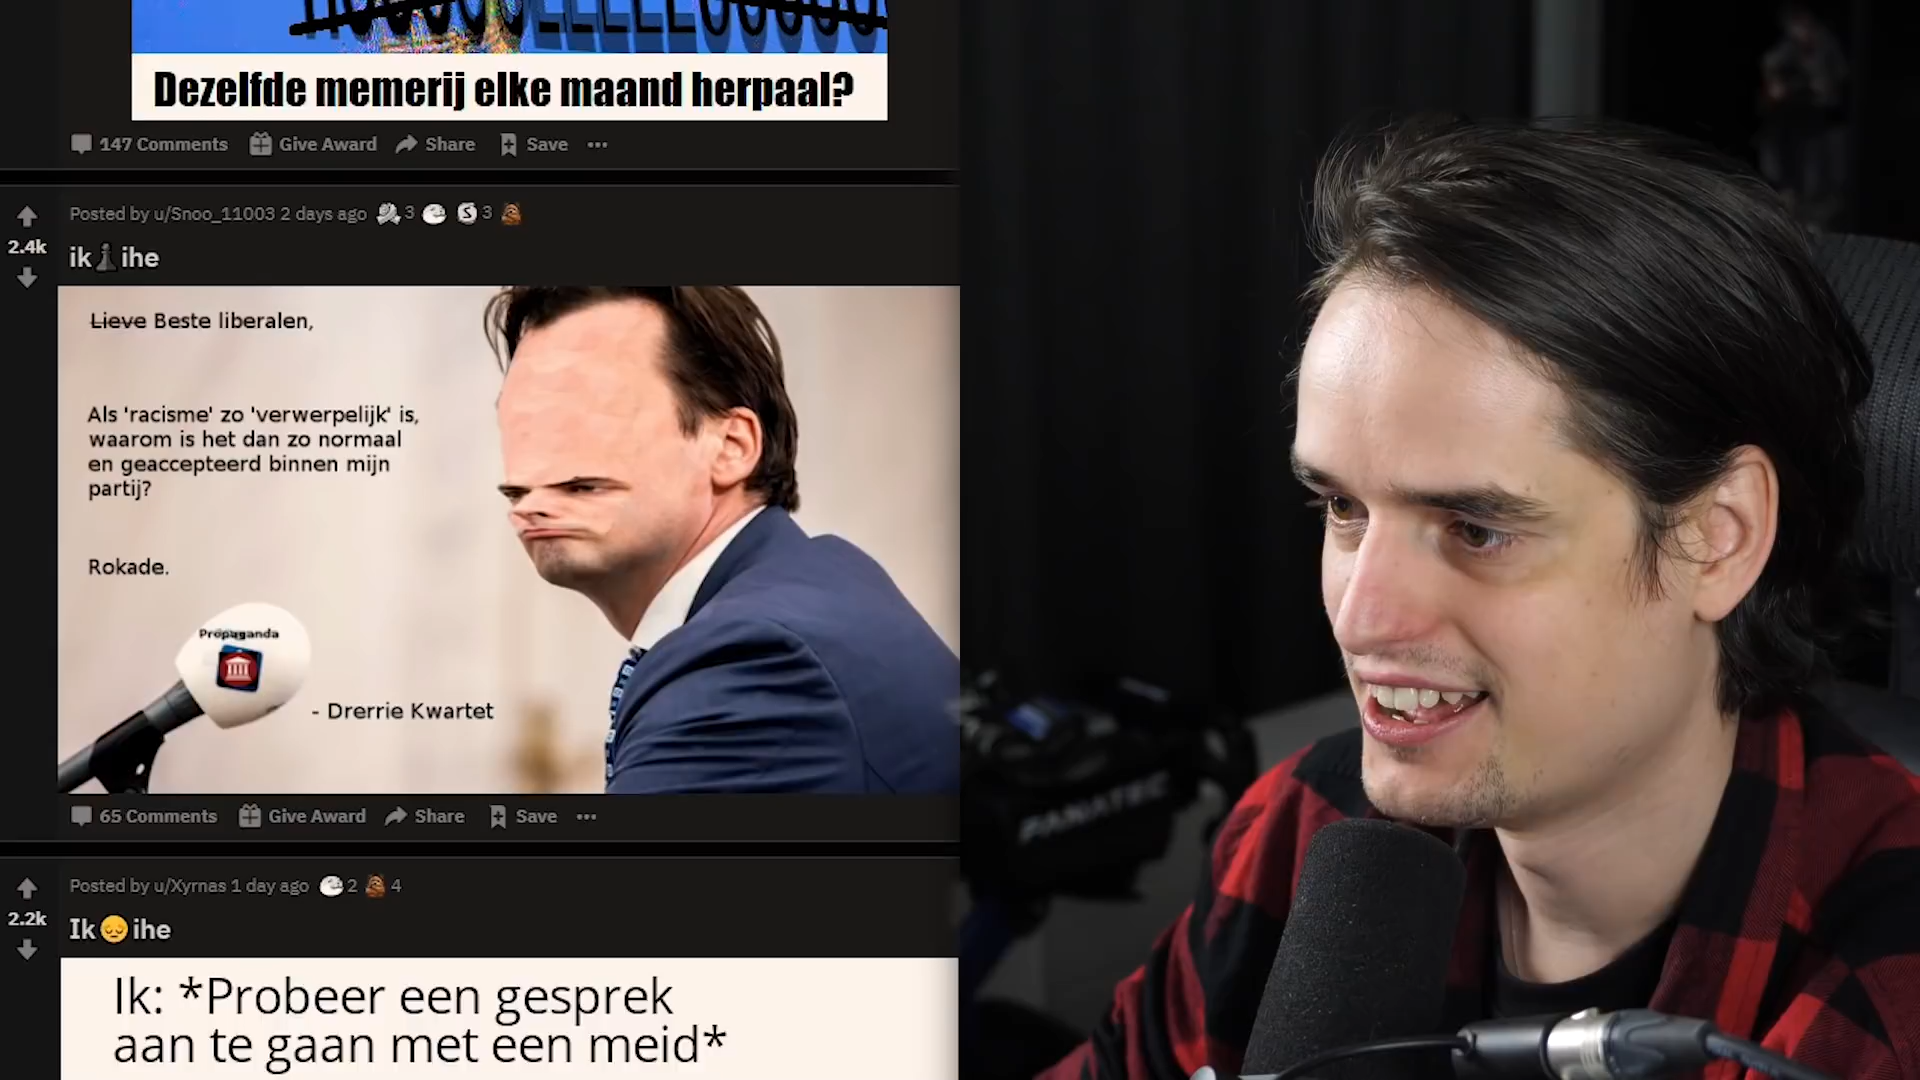 Dezelfde memerij elke maand herpaal?
147 Comments Give Award Share Save
Posted by u/Snoo_11003 2 days ago 3 3
2.4k
ik ihe
Lieve Beste liberalen,
Als 'racisme' zo 'verwerpelijk' is,
waarom is het dan zo normaal
en geaccepteerd binnen mijn
partij?
Rokade.
Propaganda
- Drerrie Kwartet
FANATEC
65 Comments Give Award Share Save
Posted by u/Xyrnas 1 day ago 2 4
2.2k
Ik 😔 ihe
Ik: *Probeer een gesprek
aan te gaan met een meid*